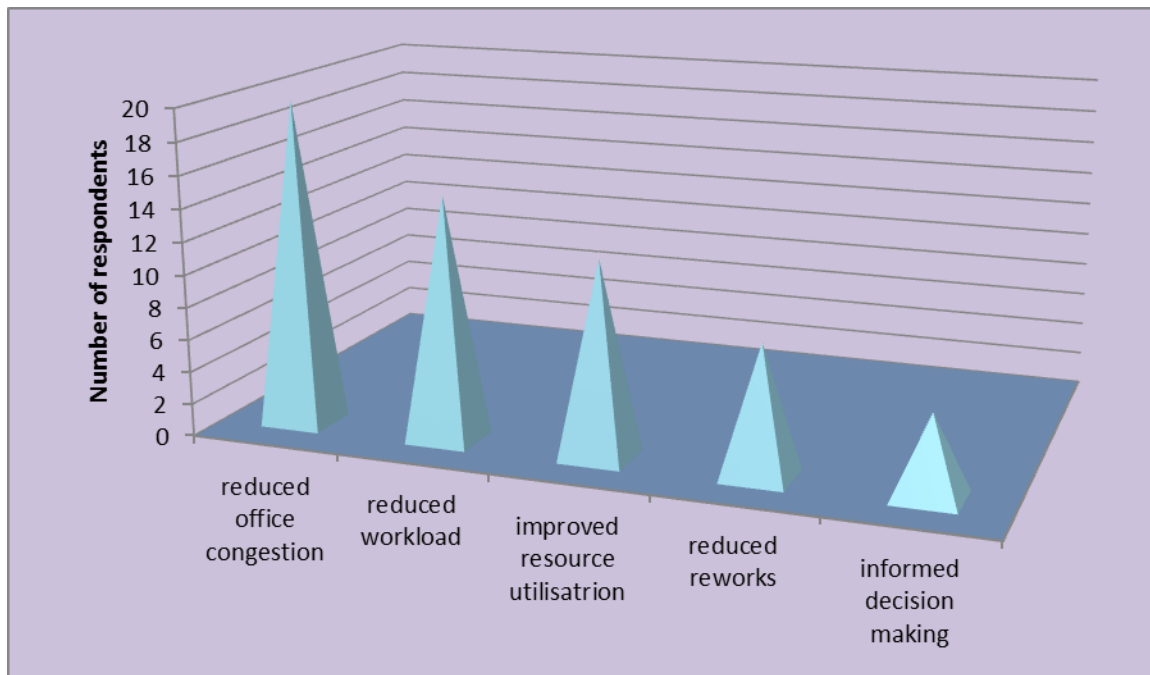 Number of respondents
20
18
16
14
12
10
8
6
4
2
0
reduced
office
congestion
reduced
workload
improved
resource
utilisatrion
reduced
reworks
informed
decision
making